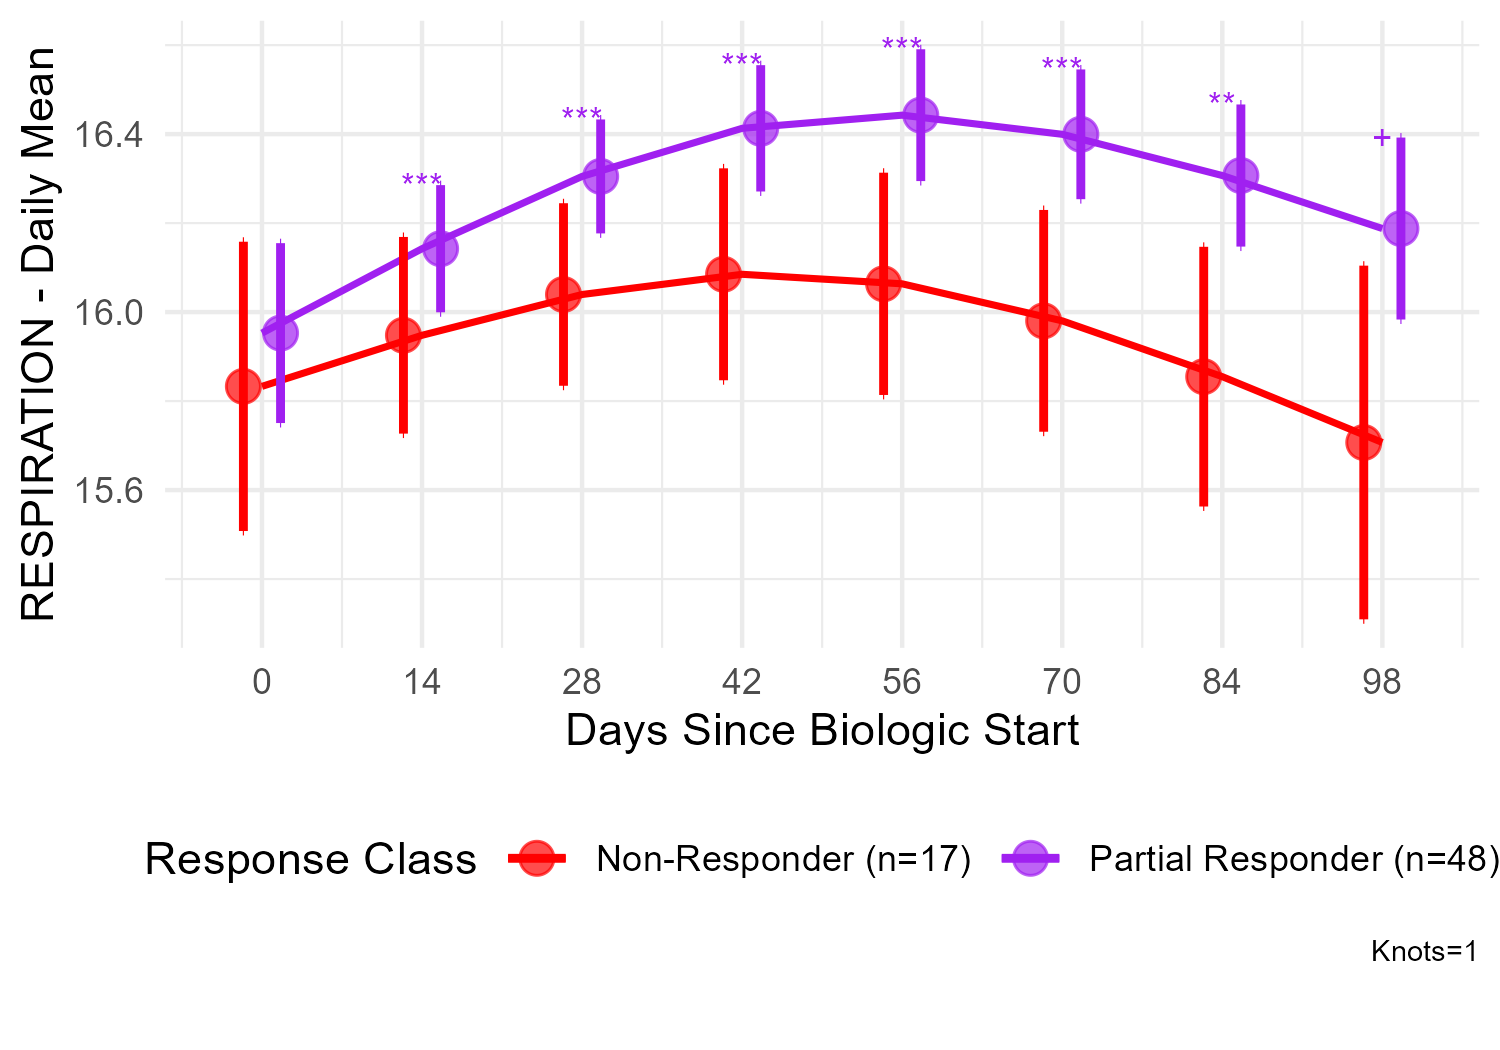 RESPIRATION - Daily Mean
16.4
16.0
15.6
***
***
***
***
***
**
+
0 14 28 42 56 70 84 98
Days Since Biologic Start
Response Class Non-Responder (n=17) Partial Responder (n=48)
Knots=1